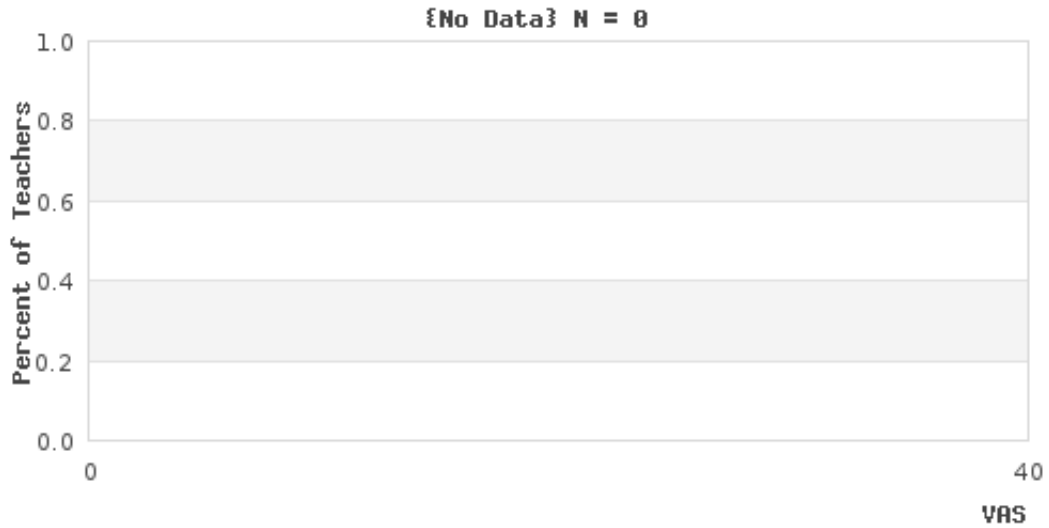 {No Data} N = 0
Percent of Teachers
1.0
0.8
0.6
0.4
0.2
0.0
0
40
VAS